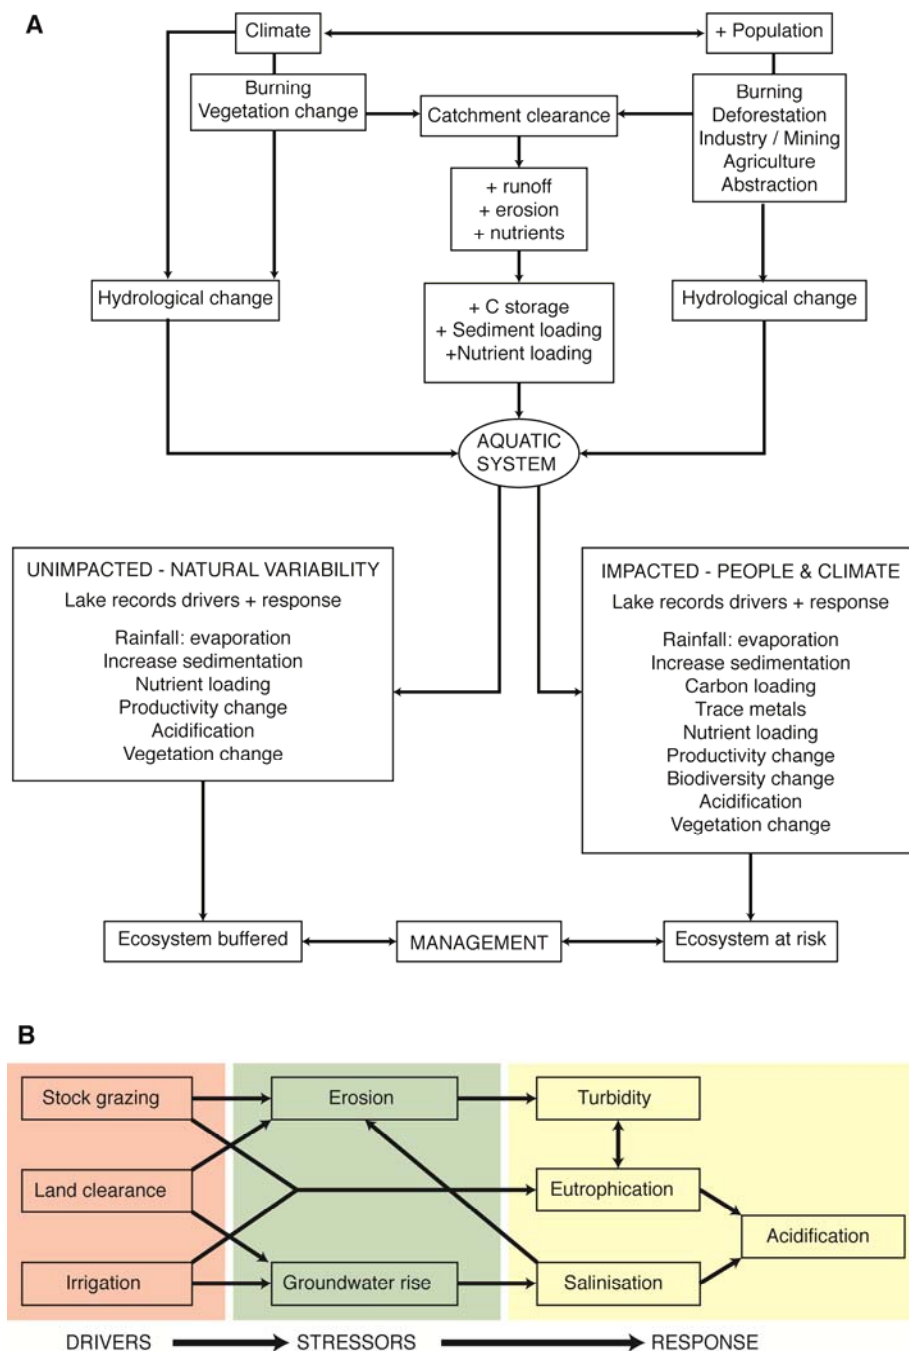 A
Climate
+ Population
Burning
Vegetation change
Catchment clearance
Burning
Deforestation
Industry / Mining
Agriculture
Abstraction
+ runoff
+ erosion
+ nutrients
Hydrological change
+ C storage
+ Sediment loading
+Nutrient loading
Hydrological change
AQUATIC
SYSTEM
UNIMPACTED - NATURAL VARIABILITY
Lake records drivers + response
Rainfall: evaporation
Increase sedimentation
Nutrient loading
Productivity change
Acidification
Vegetation change
IMPACTED - PEOPLE & CLIMATE
Lake records drivers + response
Rainfall: evaporation
Increase sedimentation
Carbon loading
Trace metals
Nutrient loading
Productivity change
Biodiversity change
Acidification
Vegetation change
Ecosystem buffered
MANAGEMENT
Ecosystem at risk
B
Stock grazing
Erosion
Turbidity
Land clearance
Eutrophication
Acidification
Irrigation
Groundwater rise
Salinisation
DRIVERS
STRESSORS
RESPONSE